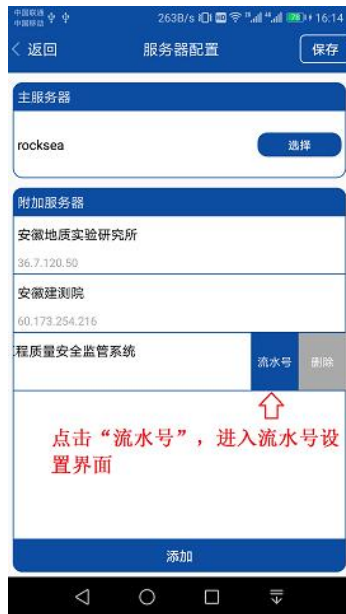 中国联通
中国移动
263B/s
HD
4G
4G
78
16:14
返回
服务器配置
保存
主服务器
rocksea
选择
附加服务器
安徽地质实验研究所
36.7.120.50
安徽建测院
60.173.254.216
程质量安全监管系统
流水号
删除
点击“流水号”，进入流水号设
置界面
添加